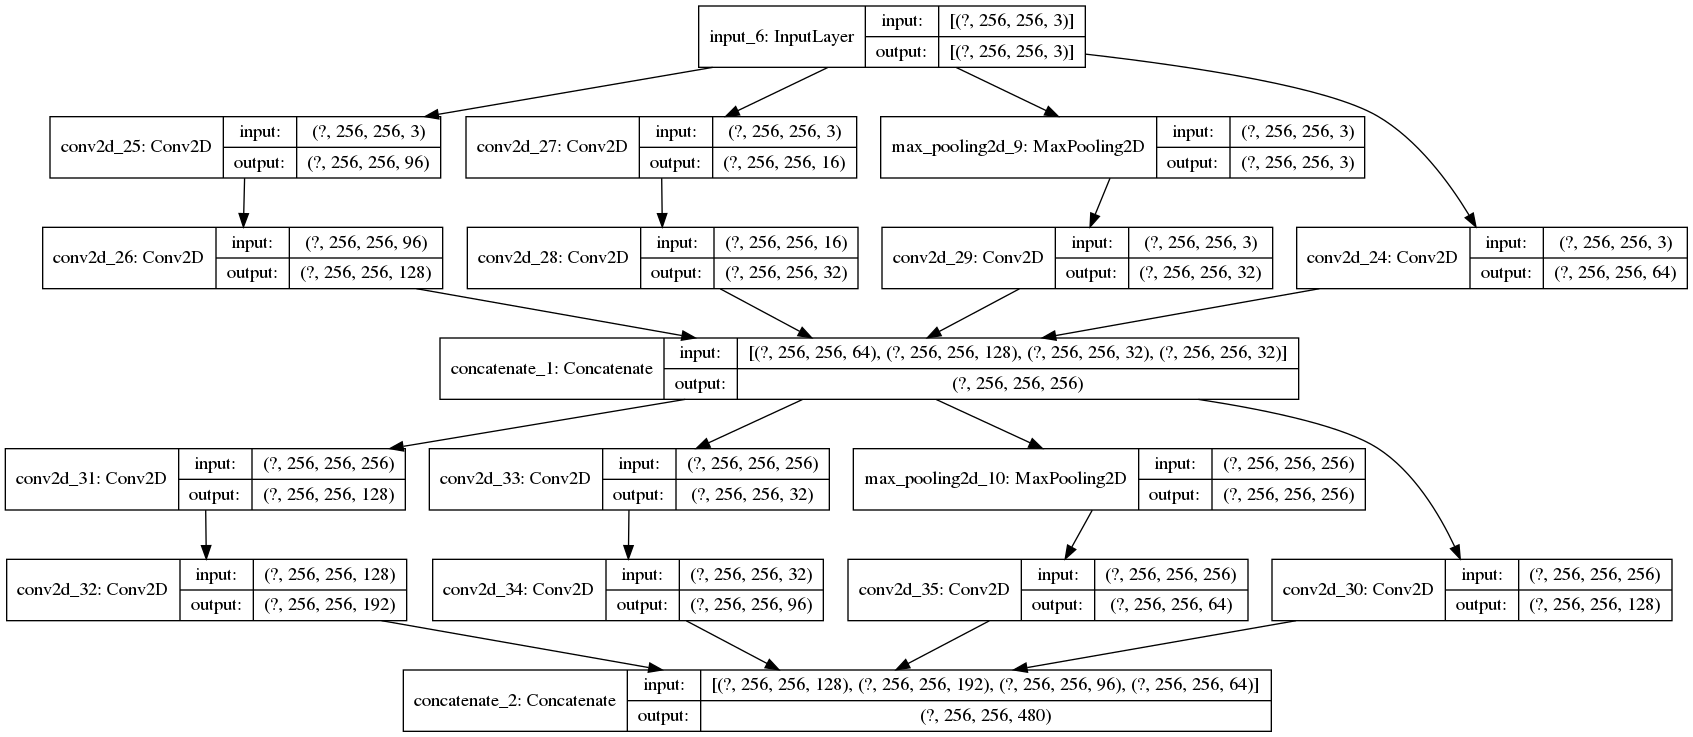 input_6: InputLayer
input: [(?, 256, 256, 3)]
output: [(?, 256, 256, 3)]
conv2d_25: Conv2D
input: (?, 256, 256, 3)
output: (?, 256, 256, 96)
conv2d_27: Conv2D
input: (?, 256, 256, 3)
output: (?, 256, 256, 16)
max_pooling2d_9: MaxPooling2D
input: (?, 256, 256, 3)
output: (?, 256, 256, 3)
conv2d_26: Conv2D
input: (?, 256, 256, 96)
output: (?, 256, 256, 128)
conv2d_28: Conv2D
input: (?, 256, 256, 16)
output: (?, 256, 256, 32)
conv2d_29: Conv2D
input: (?, 256, 256, 3)
output: (?, 256, 256, 32)
conv2d_24: Conv2D
input: (?, 256, 256, 3)
output: (?, 256, 256, 64)
concatenate_1: Concatenate
input: [(?, 256, 256, 64), (?, 256, 256, 128), (?, 256, 256, 32), (?, 256, 256, 32)]
output: (?, 256, 256, 256)
conv2d_31: Conv2D
input: (?, 256, 256, 256)
output: (?, 256, 256, 128)
conv2d_33: Conv2D
input: (?, 256, 256, 256)
output: (?, 256, 256, 32)
max_pooling2d_10: MaxPooling2D
input: (?, 256, 256, 256)
output: (?, 256, 256, 256)
conv2d_32: Conv2D
input: (?, 256, 256, 128)
output: (?, 256, 256, 192)
conv2d_34: Conv2D
input: (?, 256, 256, 32)
output: (?, 256, 256, 96)
conv2d_35: Conv2D
input: (?, 256, 256, 256)
output: (?, 256, 256, 64)
conv2d_30: Conv2D
input: (?, 256, 256, 256)
output: (?, 256, 256, 128)
concatenate_2: Concatenate
input: [(?, 256, 256, 128), (?, 256, 256, 192), (?, 256, 256, 96), (?, 256, 256, 64)]
output: (?, 256, 256, 480)